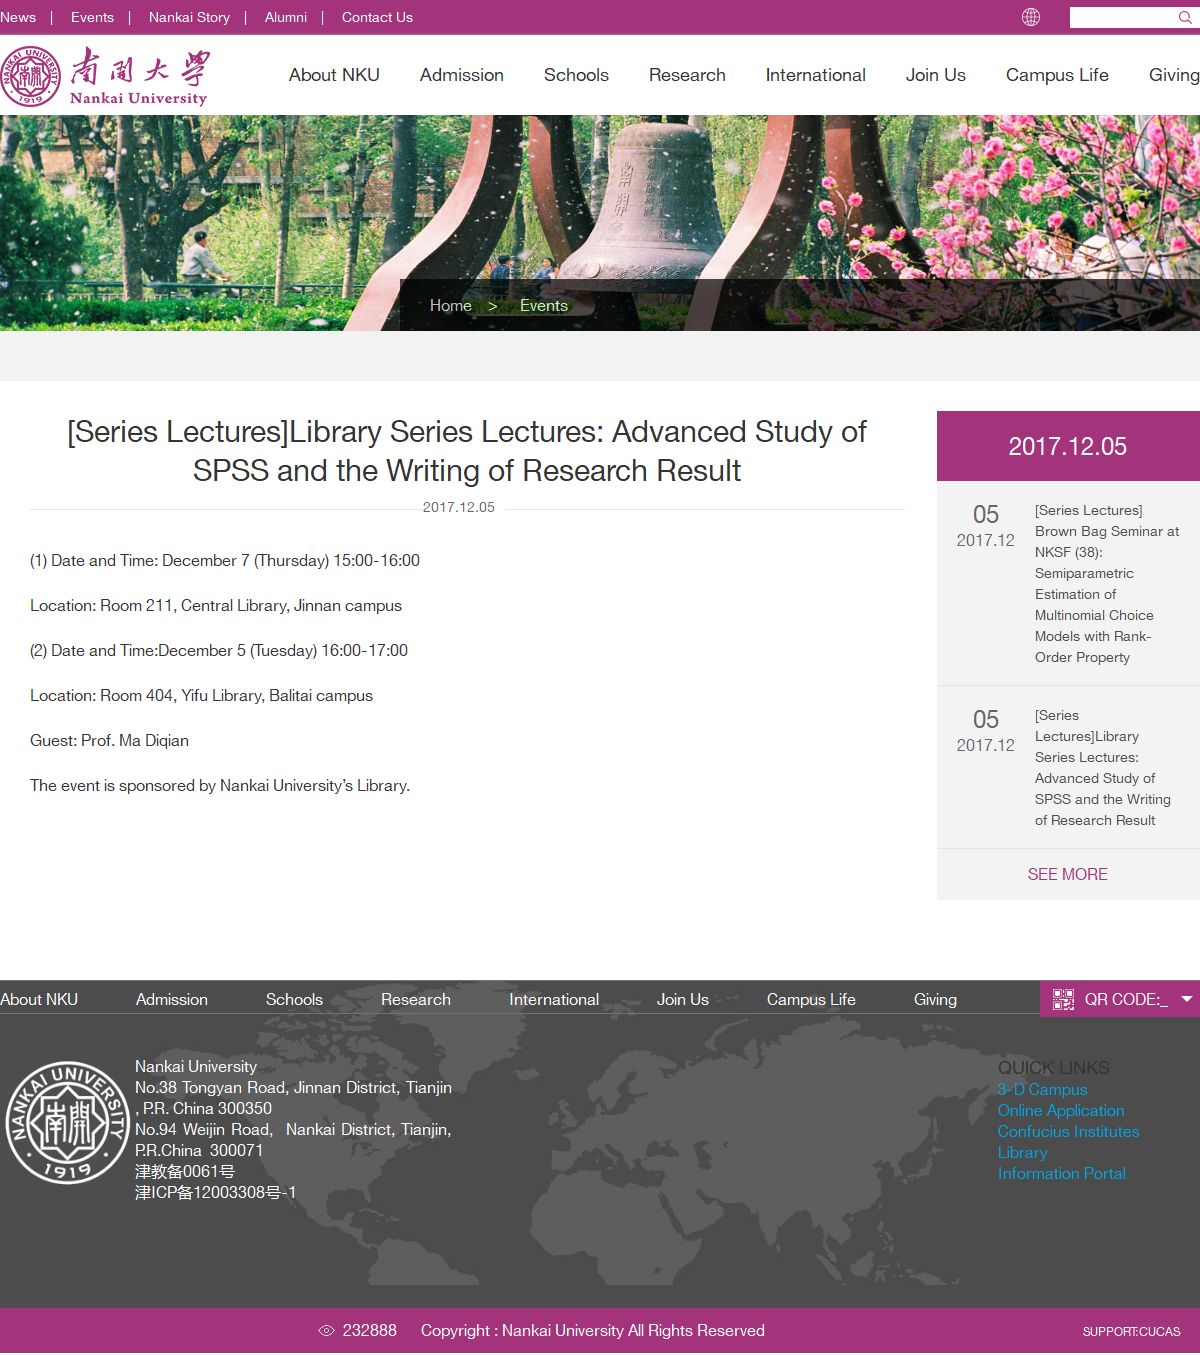 News | Events | Nankai Story | Alumni | Contact Us
南開大學
Nankai University
NANKAI UNIVERSITY
南開
1919
About NKU Admission Schools Research International Join Us Campus Life Giving
Home > Events
[Series Lectures]Library Series Lectures: Advanced Study of
SPSS and the Writing of Research Result
2017.12.05
(1) Date and Time: December 7 (Thursday) 15:00-16:00
Location: Room 211, Central Library, Jinnan campus
(2) Date and Time:December 5 (Tuesday) 16:00-17:00
Location: Room 404, Yifu Library, Balitai campus
Guest: Prof. Ma Diqian
The event is sponsored by Nankai University’s Library.
2017.12.05
05
2017.12
[Series Lectures]
Brown Bag Seminar at
NKSF (38):
Semiparametric
Estimation of
Multinomial Choice
Models with Rank-
Order Property
05
2017.12
[Series
Lectures]Library
Series Lectures:
Advanced Study of
SPSS and the Writing
of Research Result
SEE MORE
About NKU Admission Schools Research International Join Us Campus Life Giving
QR CODE:_
NANKAI UNIVERSITY
南開
1919
Nankai University
No.38 Tongyan Road, Jinnan District, Tianjin
, P.R. China 300350
No.94 Weijin Road, Nankai District, Tianjin,
P.R.China 300071
津教备0061号
津ICP备12003308号-1
QUICK LINKS
3-D Campus
Online Application
Confucius Institutes
Library
Information Portal
232888 Copyright : Nankai University All Rights Reserved
SUPPORT:CUCAS